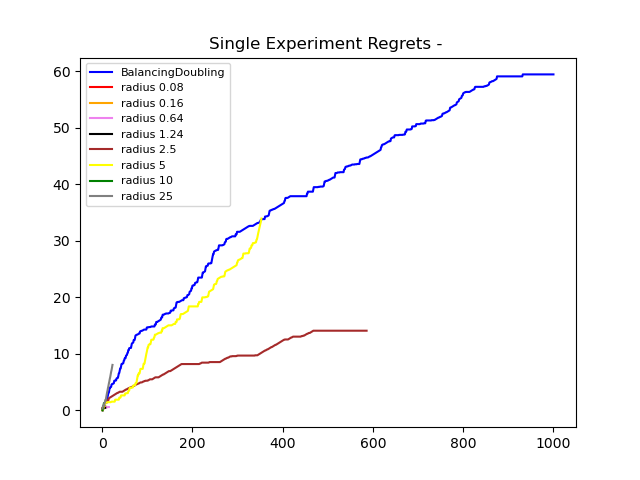 Single Experiment Regrets -
BalancingDoubling
radius 0.08
radius 0.16
radius 0.64
radius 1.24
radius 2.5
radius 5
radius 10
radius 25
60
50
40
30
20
10
0
0 200 400 600 800 1000